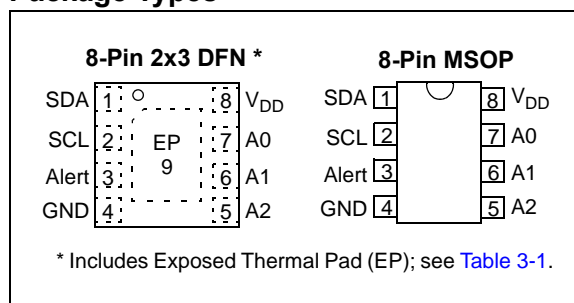 8-Pin 2x3 DFN *
SDA 1 8 VDD
SCL 2 EP 7 A0
9
Alert 3 6 A1
GND 4 5 A2
8-Pin MSOP
SDA 1 8 VDD
SCL 2 7 A0
Alert 3 6 A1
GND 4 5 A2
* Includes Exposed Thermal Pad (EP); see Table 3-1.